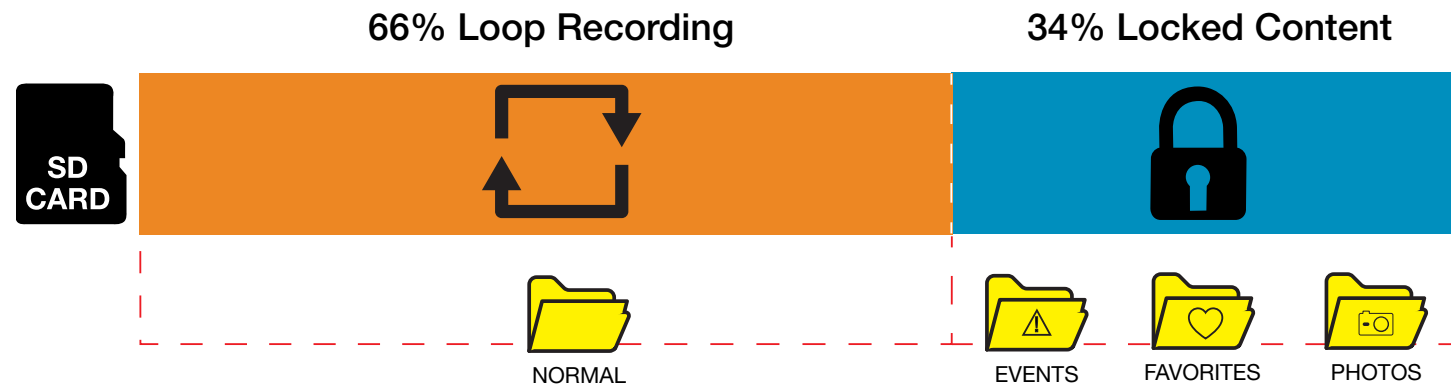 66% Loop Recording
34% Locked Content
SD
CARD
NORMAL
EVENTS
FAVORITES
PHOTOS